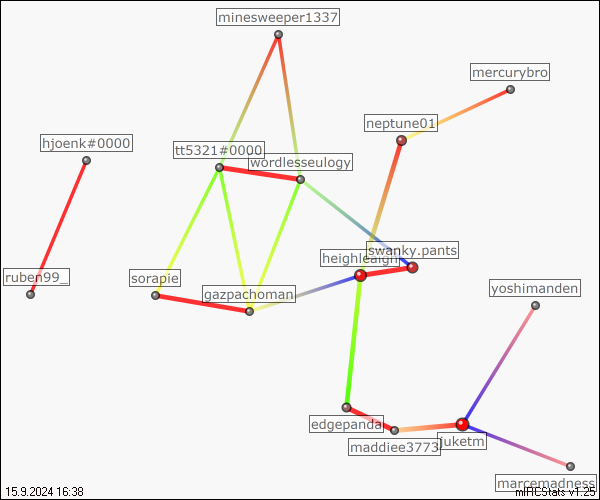 minesweeper1337
mercurybro
neptune01
hjoenk#0000
tt5321#0000
wordlesseulogy
swanky.pants
heighleaigh
ruben99_
sorapie
gazpachoman
yoshimanden
edgepanda
maddiee3773
juketm
marcemadness
15.9.2024 16:38
mIRCStats v1.25